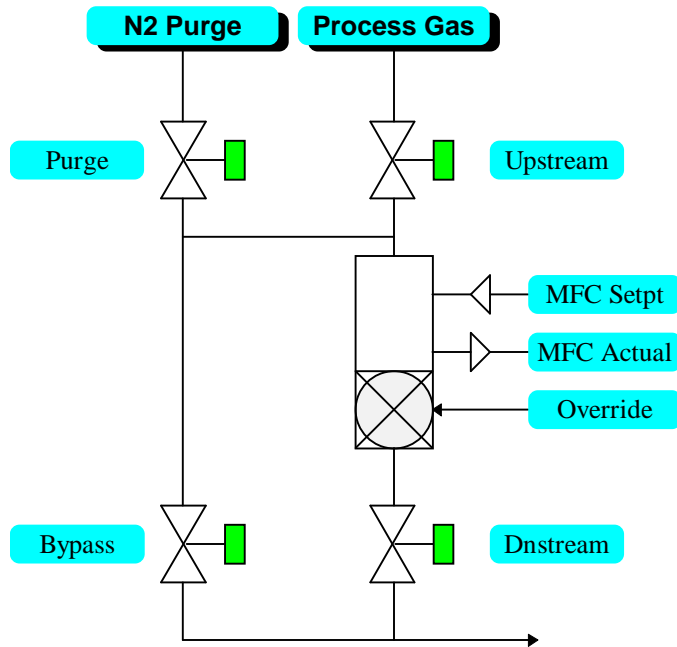 N2 Purge
Process Gas
Purge
Upstream
MFC Setpt
MFC Actual
Override
Bypass
Dnstream